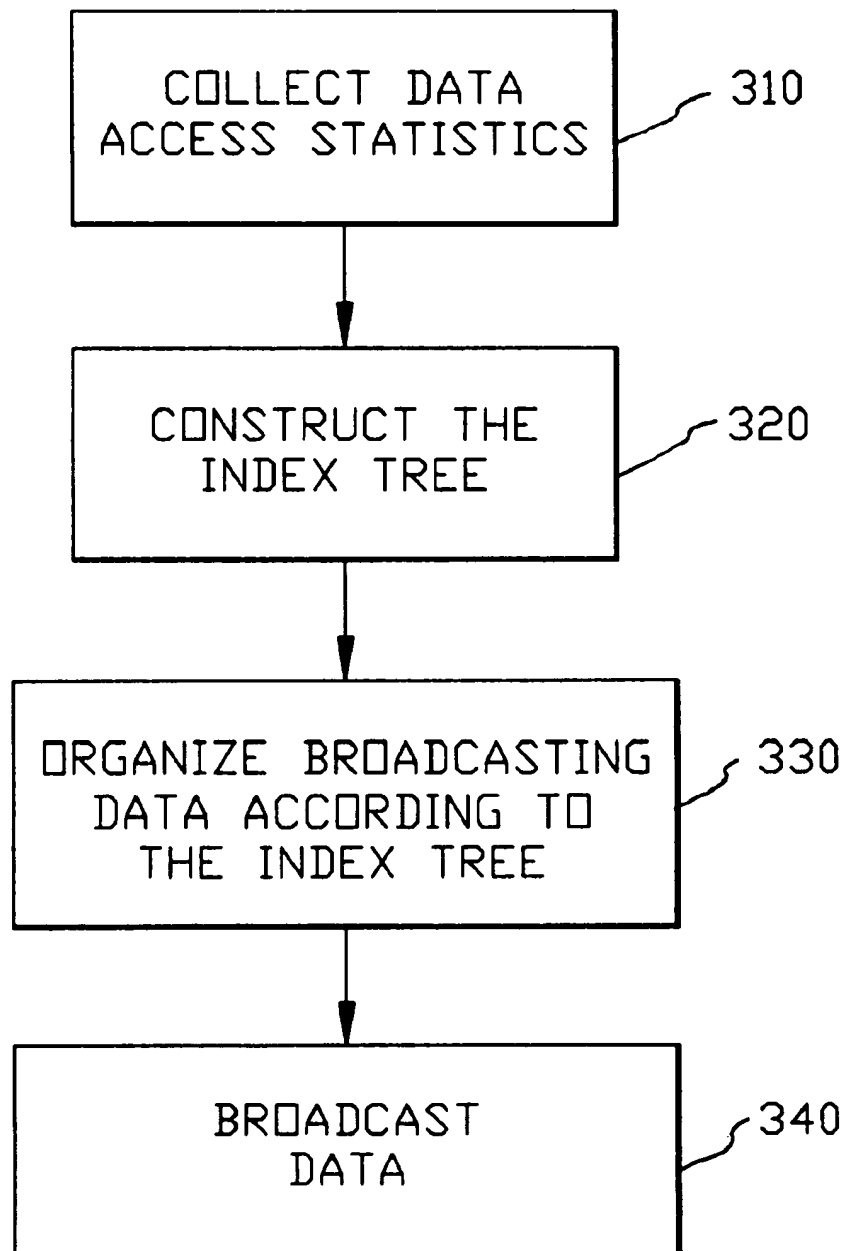 COLLECT DATA
ACCESS STATISTICS
310
CONSTRUCT THE
INDEX TREE
320
ORGANIZE BROADCASTING
DATA ACCORDING TO
THE INDEX TREE
330
BROADCAST
DATA
340